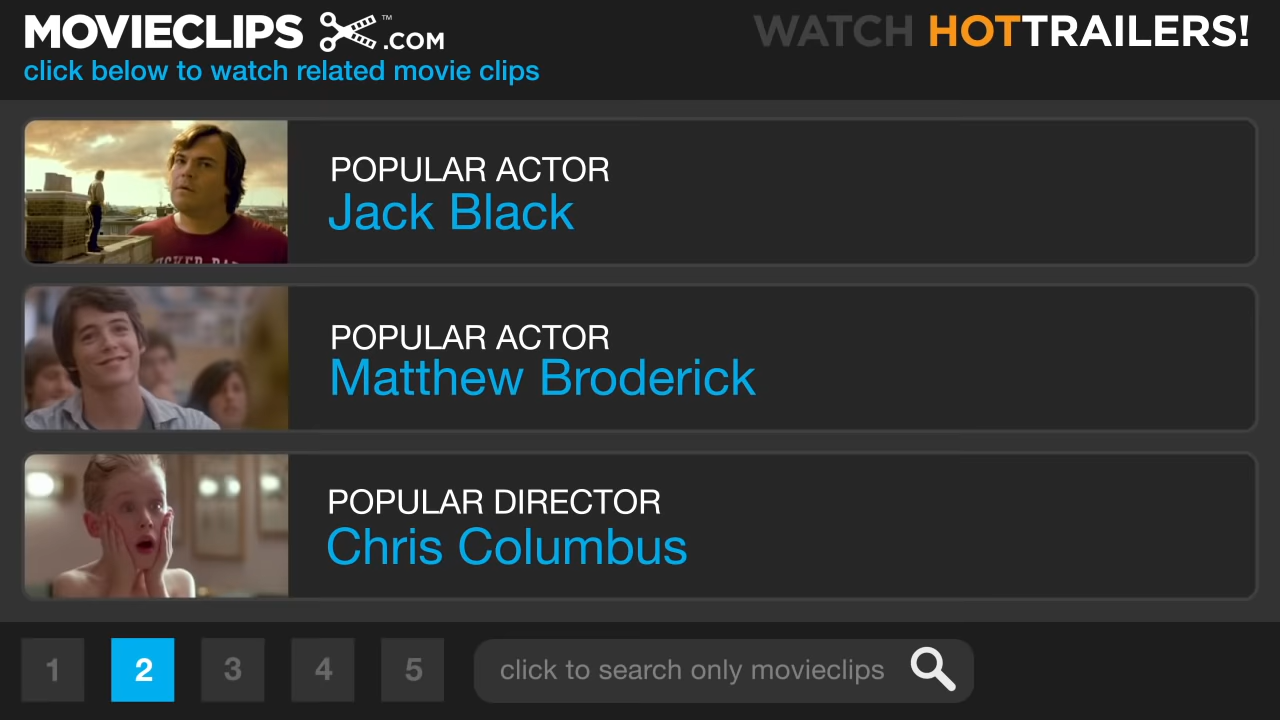 MOVIECLIPS ™ .COM
WATCH HOTTRAILERS!
click below to watch related movie clips
POPULAR ACTOR
Jack Black
POPULAR ACTOR
Matthew Broderick
POPULAR DIRECTOR
Chris Columbus
1 2 3 4 5
click to search only movieclips